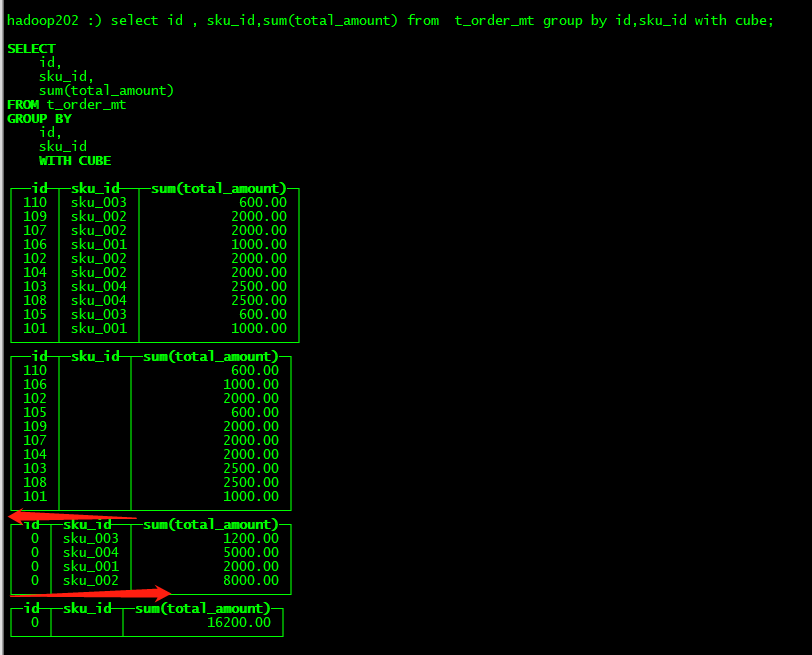 hadoop202 :) select id , sku_id,sum(total_amount) from  t_order_mt group by id,sku_id with cube;
SELECT
id,
sku_id,
sum(total_amount)
FROM t_order_mt
GROUP BY
id,
sku_id
WITH CUBE
id sku_id sum(total_amount)
110 sku_003 600.00
109 sku_002 2000.00
107 sku_002 2000.00
106 sku_001 1000.00
102 sku_002 2000.00
104 sku_002 2000.00
103 sku_004 2500.00
108 sku_004 2500.00
105 sku_003 600.00
101 sku_001 1000.00
id sku_id sum(total_amount)
110 600.00
106 1000.00
102 2000.00
105 600.00
109 2000.00
107 2000.00
104 2000.00
103 2500.00
108 2500.00
101 1000.00
id sku_id sum(total_amount)
0 sku_003 1200.00
0 sku_004 5000.00
0 sku_001 2000.00
0 sku_002 8000.00
id sku_id sum(total_amount)
0 16200.00